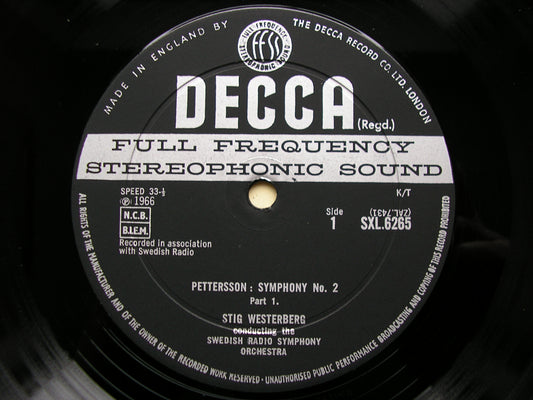 MADE IN ENGLAND BY
FULL FREQUENCY
FFSS
STEREOPHONIC SOUND
THE DECCA RECORD CO. LTD. LONDON
DECCA
(Regd.)
FULL FREQUENCY
STEREOPHONIC SOUND
SPEED 33-⅓
Ⓟ 1966
N.C.B.
B.I.E.M.
Recorded in association
with Swedish Radio
K/T
(ZAL.7431)
Side
1
SXL.6265
PETTERSSON : SYMPHONY No. 2
Part 1.
STIG WESTERBERG
conducting the
SWEDISH RADIO SYMPHONY
ORCHESTRA
ALL RIGHTS OF THE MANUFACTURER AND OF THE OWNER OF THE RECORDED WORK RESERVED · UNAUTHORISED PUBLIC PERFORMANCE BROADCASTING AND COPYING OF THIS RECORD PROHIBITED